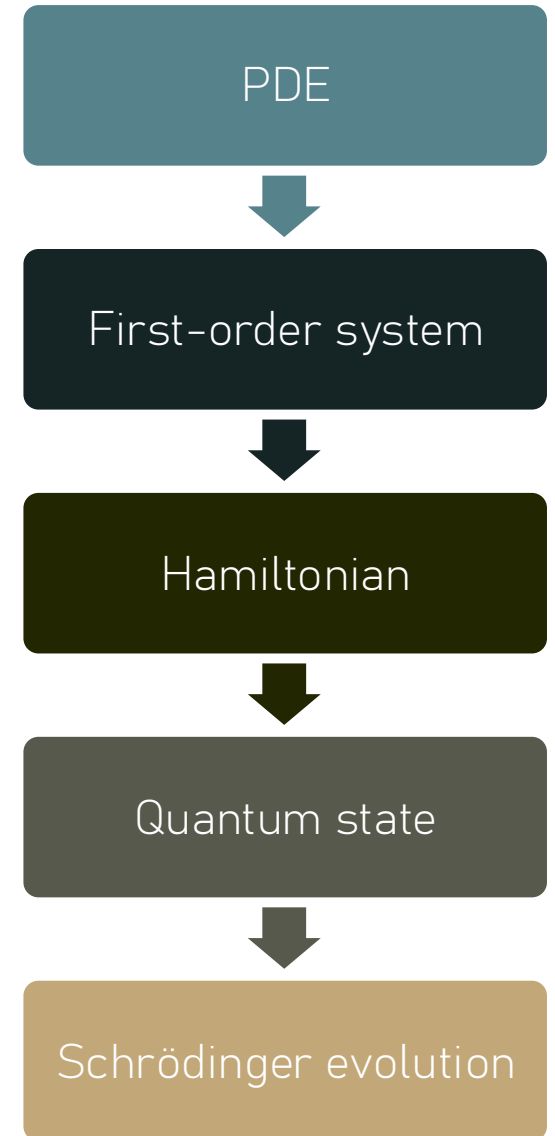 PDE
First-order system
Hamiltonian
Quantum state
Schrödinger evolution